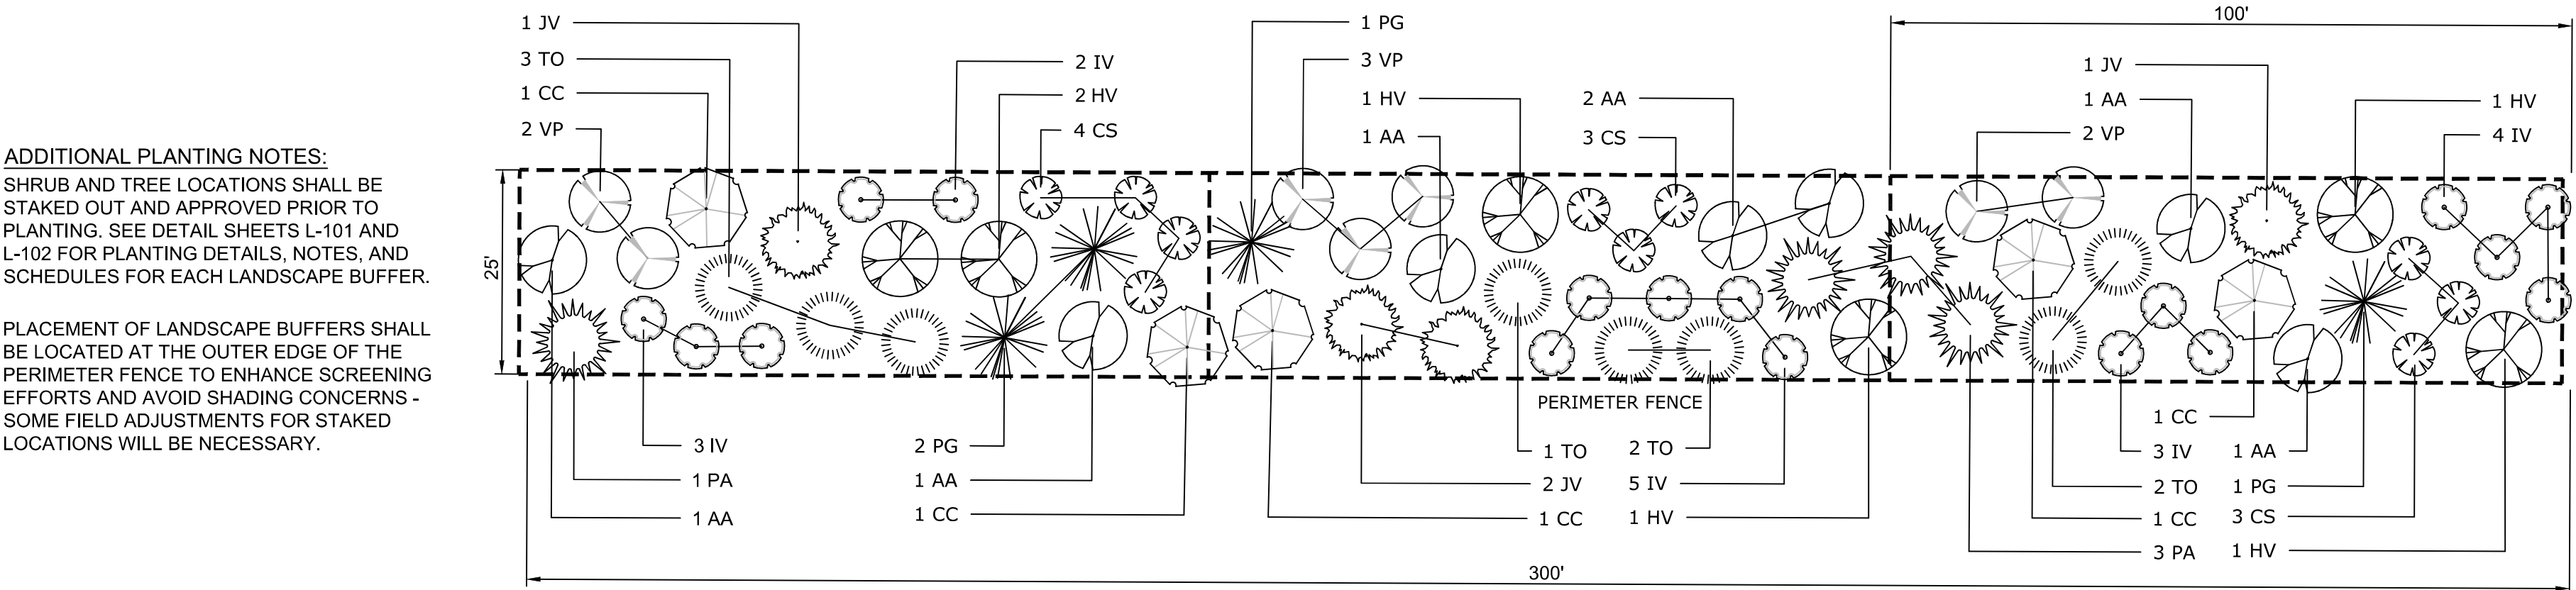 ADDITIONAL PLANTING NOTES:
SHRUB AND TREE LOCATIONS SHALL BE
STAKED OUT AND APPROVED PRIOR TO
PLANTING. SEE DETAIL SHEETS L-101 AND
L-102 FOR PLANTING DETAILS, NOTES, AND
SCHEDULES FOR EACH LANDSCAPE BUFFER.
PLACEMENT OF LANDSCAPE BUFFERS SHALL
BE LOCATED AT THE OUTER EDGE OF THE
PERIMETER FENCE TO ENHANCE SCREENING
EFFORTS AND AVOID SHADING CONCERNS -
SOME FIELD ADJUSTMENTS FOR STAKED
LOCATIONS WILL BE NECESSARY.
25'
1 JV
3 TO
1 CC
2 VP
2 IV
2 HV
4 CS
1 PG
3 VP
1 HV
1 AA
2 AA
3 CS
100'
1 JV
1 AA
2 VP
1 HV
4 IV
PERIMETER FENCE
3 IV
1 PA
1 AA
2 PG
1 AA
1 CC
1 TO
2 JV
1 CC
2 TO
5 IV
1 HV
1 CC
3 IV
2 TO
1 CC
3 PA
1 AA
1 PG
3 CS
1 HV
300'